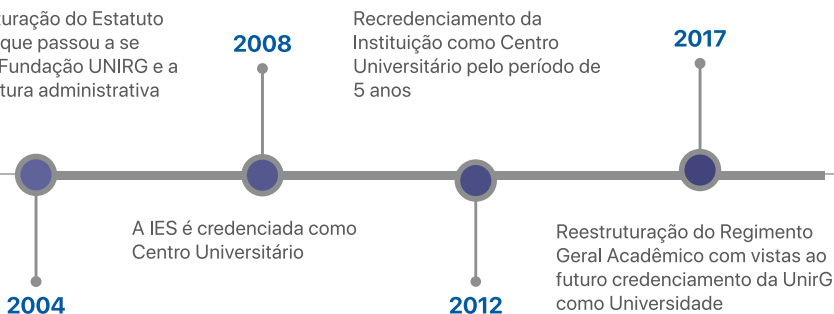 turação do Estatuto
que passou a se
Fundação UNIRG e a
tura administrativa
2004
2008
A IES é credenciada como
Centro Universitário
Recredenciamento da
Instituição como Centro
Universitário pelo período de
5 anos
2012
2017
Reestruturação do Regimento
Geral Acadêmico com vistas ao
futuro credenciamento da UnirG
como Universidade